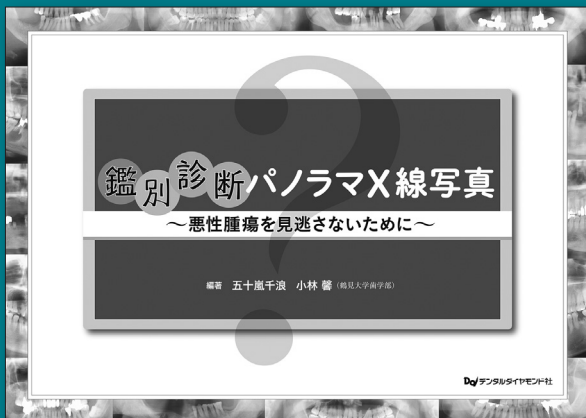 鑑別診断パノラマX線写真
〜悪性腫瘍を見逃さないために〜
編著 五十嵐千浪 小林 馨（鶴見大学歯学部）
DD/デンタルダイヤモンド社